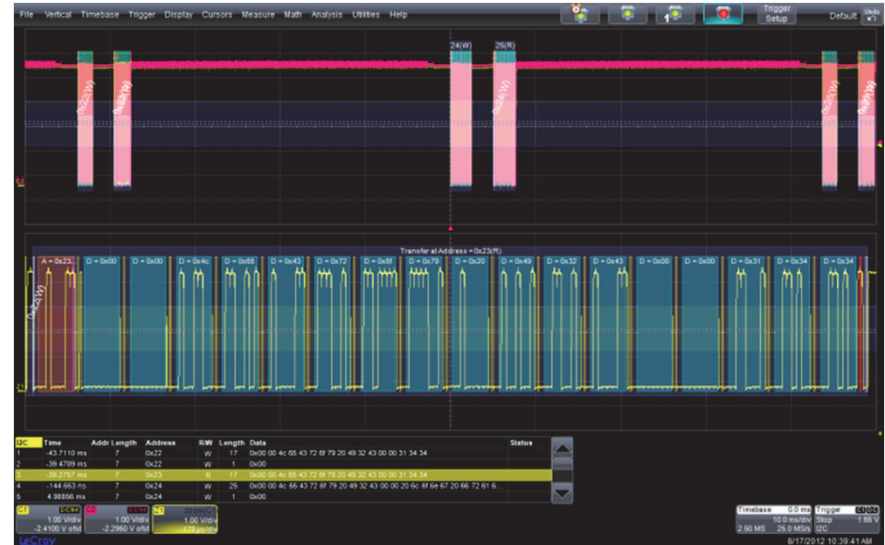 File Vertical Timebase Trigger Display Cursors Measure Math Analysis Utilities Help
Trigger Setup
Default Undo
24(W) 25(R)
0x22(W)
Transfer at Address =0x23(R)
A = 0x23 D = 0x00 D = 0x00 D = 0x4c D = 0x65 D = 0x43 D = 0x72 D = 0x6f D = 0x79 D = 0x20 D = 0x49 D = 0x32 D = 0x43 D = 0x00 D = 0x00 D = 0x31 D = 0x34 D = 0x34
0x22(W)
I2C Time Addr Length Address R/W Length Data Status
1 -43.7110 ms 7 0x22 W 17 0x00 00 4c 65 43 72 6f 79 20 49 32 43 00 00 31 34 34
2 -39.4789 ms 7 0x22 W 1 0x00
3 -39.2757 ms 7 0x23 R 17 0x00 00 4c 65 43 72 6f 79 20 49 32 43 00 00 31 34 34
4 -144.663 ns 7 0x24 W 25 0x00 00 4c 65 43 72 6f 79 20 49 32 43 00 00 20 6c 6f 6e 67 20 66 72 61 6...
5 4.98856 ms 7 0x24 W 1 0x00
C1 C2 Z1
1.00 V/div 1.00 V/div 1.00 V/div
-2.4100 V ofst -2.2950 V ofst
Timebase 0.0 ms Trigger
10.0 ms/div Stop 1.65 V
2.50 MS 25.0 MS/s I2C
LeCroy 8/17/2012 10:39:41 AM